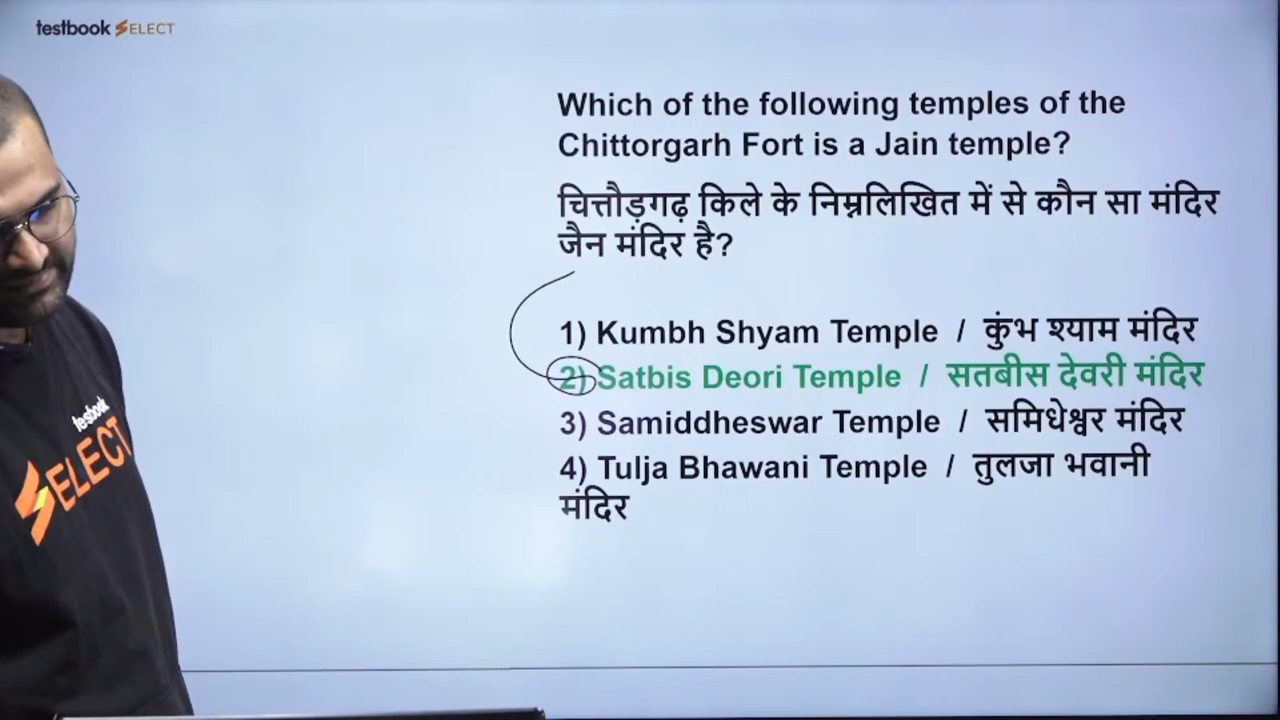 testbook SELECT
Which of the following temples of the
Chittorgarh Fort is a Jain temple?
चित्तौड़गढ़ किले के निम्नलिखित में से कौन सा मंदिर
जैन मंदिर है?
1) Kumbh Shyam Temple / कुंभ श्याम मंदिर
2) Satbis Deori Temple / सतबीस देवरी मंदिर
3) Samiddheswar Temple / समिधेश्वर मंदिर
4) Tulja Bhawani Temple / तुलजा भवानी
मंदिर
testbook
SELECT